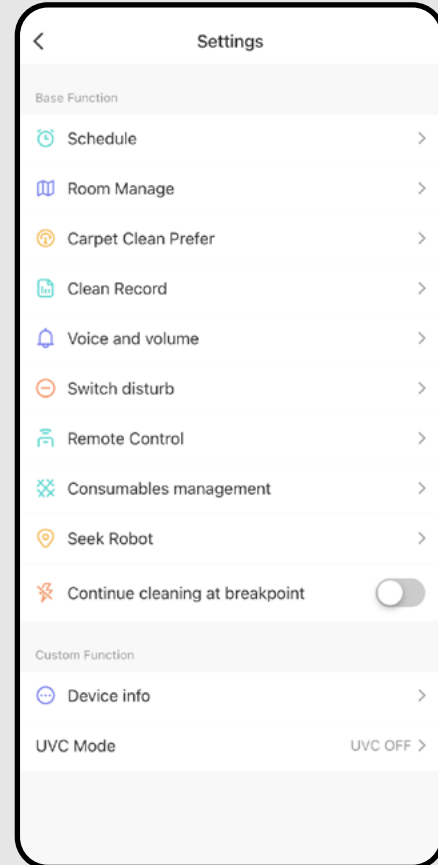 Settings
Base Function
Schedule
Room Manage
Carpet Clean Prefer
Clean Record
Voice and volume
Switch disturb
Remote Control
Consumables management
Seek Robot
Continue cleaning at breakpoint
Custom Function
Device info
UVC Mode UVC OFF